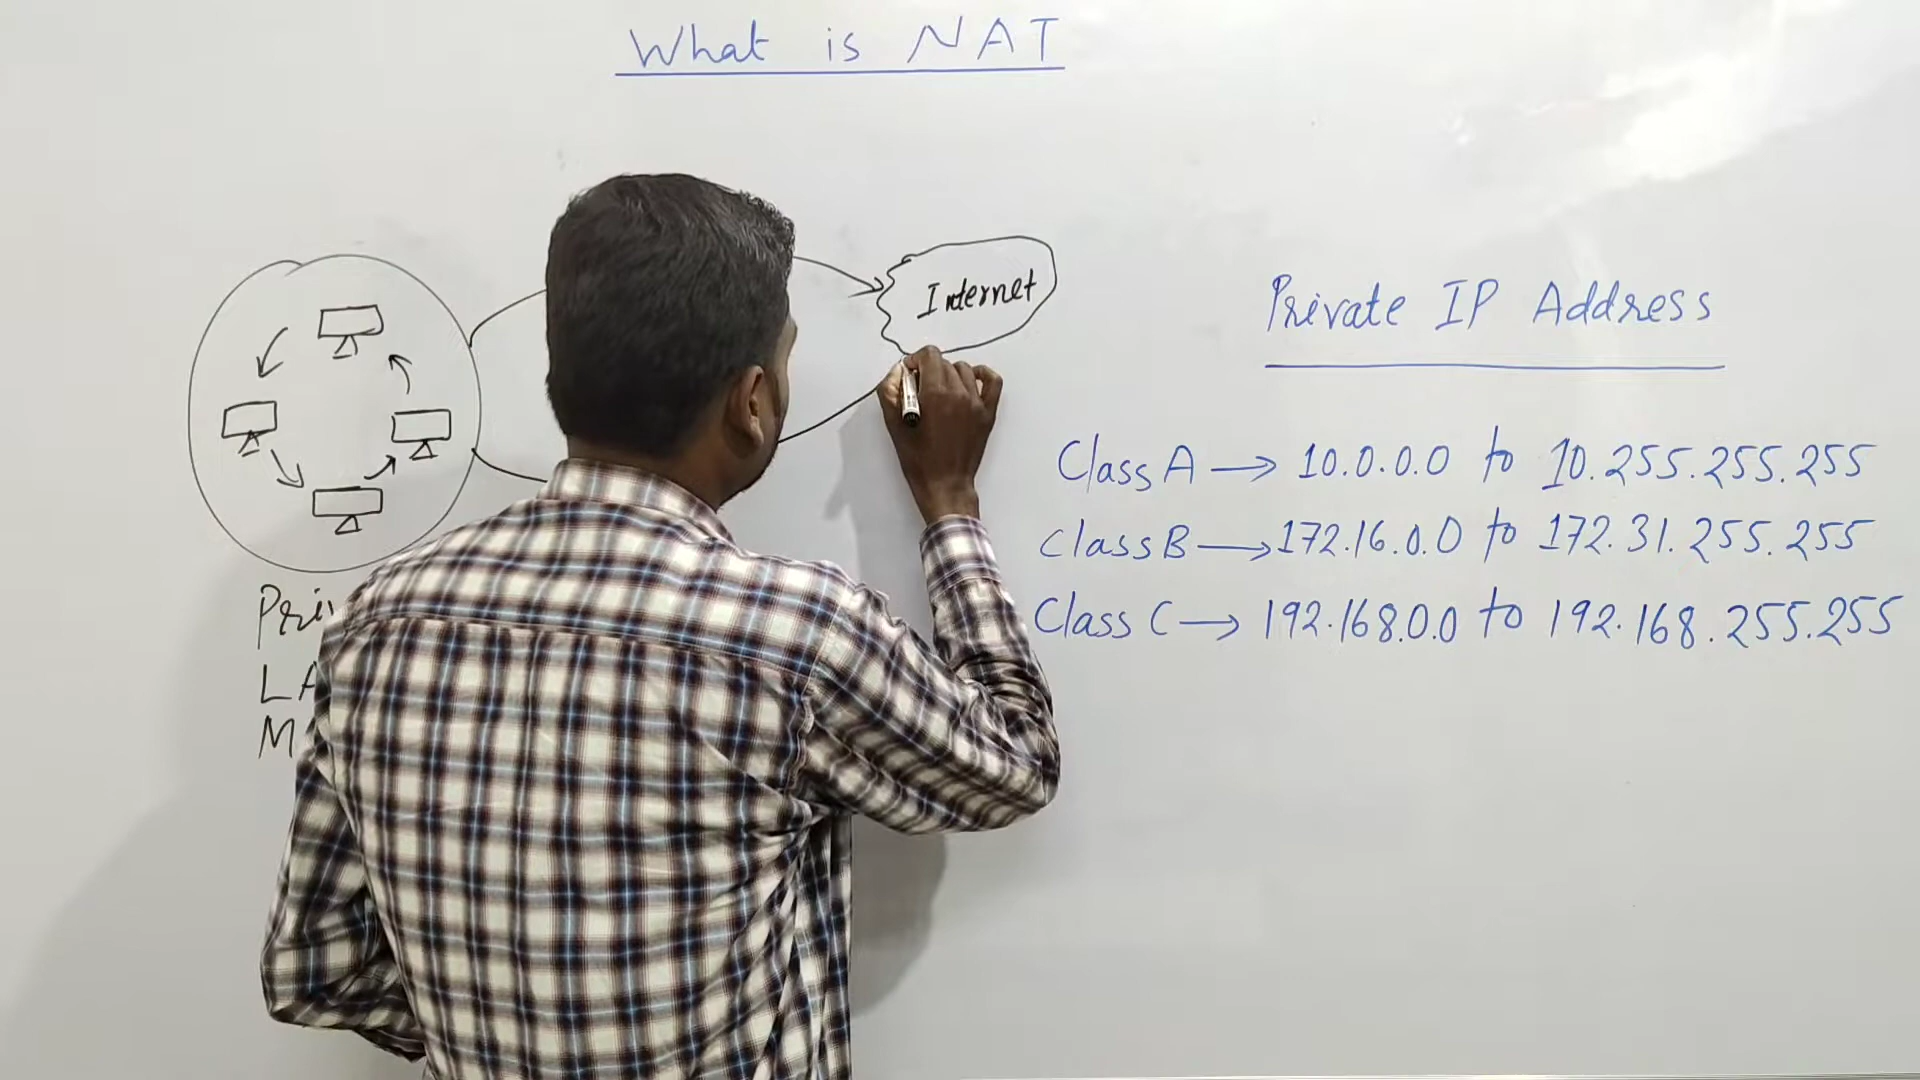 What is NAT
Internet
Private IP Address
Class A → 10.0.0.0 to 10.255.255.255
Class B → 172.16.0.0 to 172.31.255.255
Class C → 192.168.0.0 to 192.168.255.255